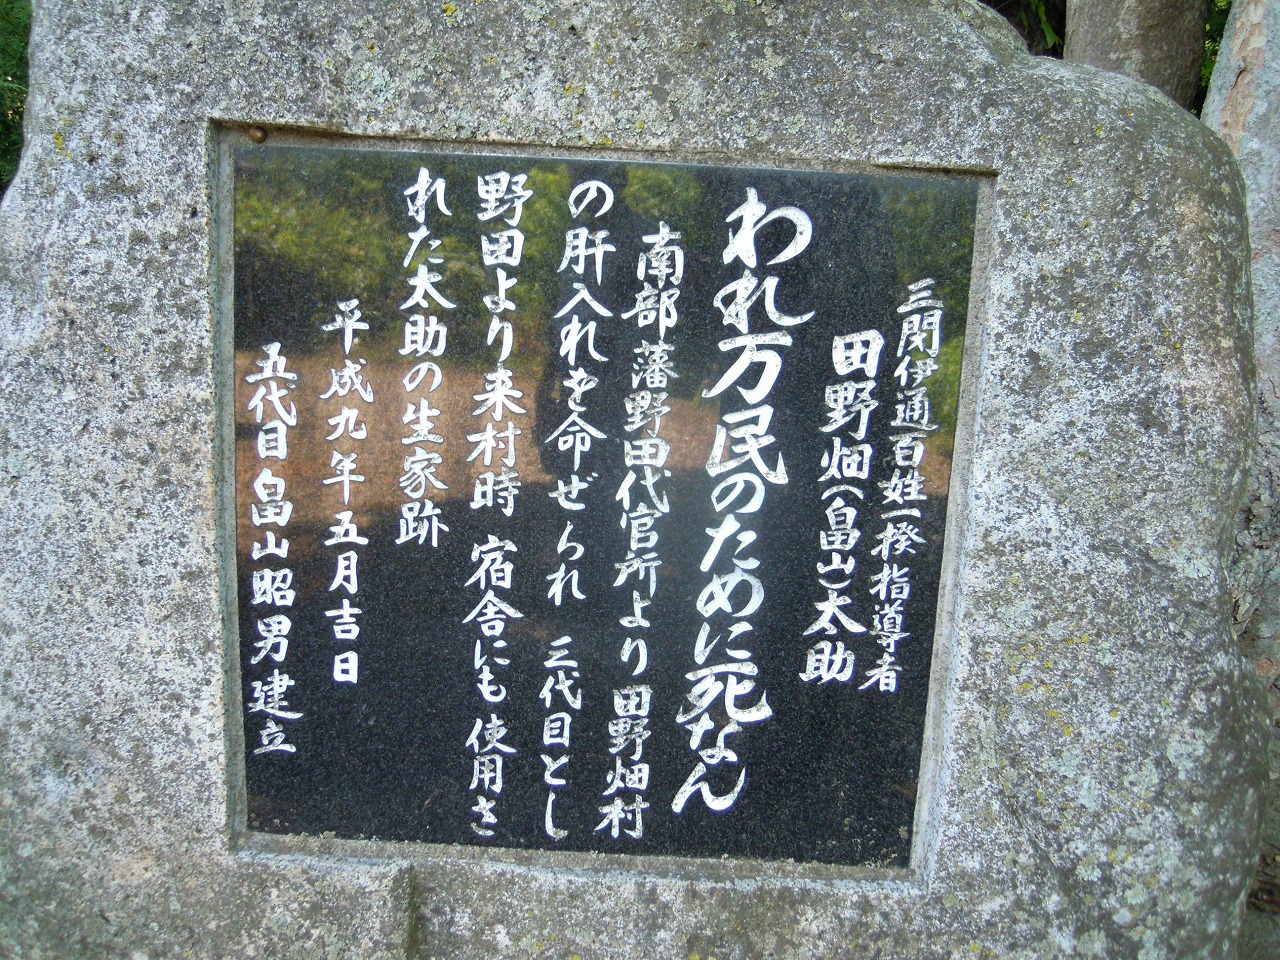 三閇伊通百姓一揆指導者
田野畑(畠山)太助
われ万民のために死なん
南部藩野田代官所より田野畑村
の肝入れを命ぜられ 三代目とし
野田より来村時 宿舎にも使用さ
れた太助の生家跡
平成九年五月吉日
五代目畠山昭男建立